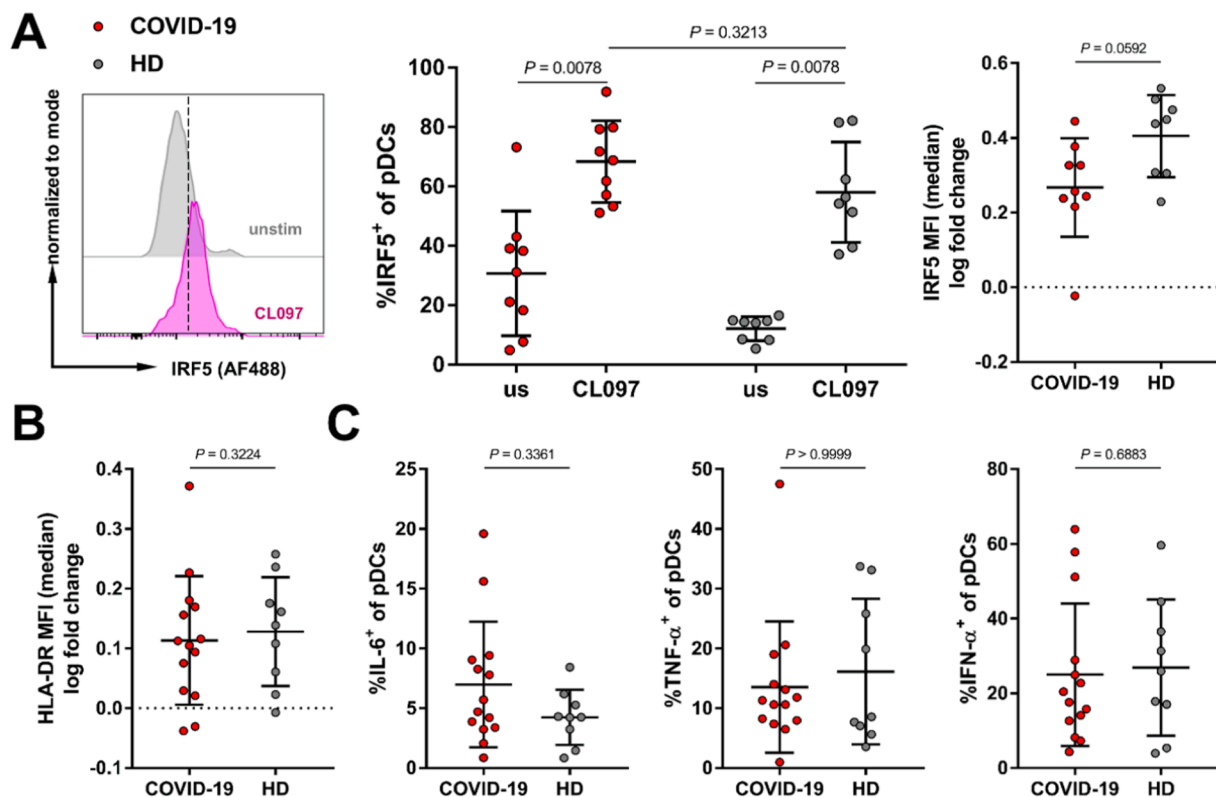 A
COVID-19
HD
normalized to mode
unstim
CL097
IRF5 (AF488)
%IRF5+ of pDCs
100
80
60
40
20
0
P = 0.3213
P = 0.0078
P = 0.0078
us
CL097
us
CL097
IRF5 MFI (median)
log fold change
0.6
0.4
0.2
0.0
-0.2
P = 0.0592
COVID-19
HD
B
HLA-DR MFI (median)
log fold change
0.4
0.3
0.2
0.1
0.0
-0.1
P = 0.3224
COVID-19
HD
C
%IL-6+ of pDCs
25
20
15
10
5
0
P = 0.3361
COVID-19
HD
%TNF-α+ of pDCs
50
40
30
20
10
0
P > 0.9999
COVID-19
HD
%IFN-α+ of pDCs
80
60
40
20
0
P = 0.6883
COVID-19
HD